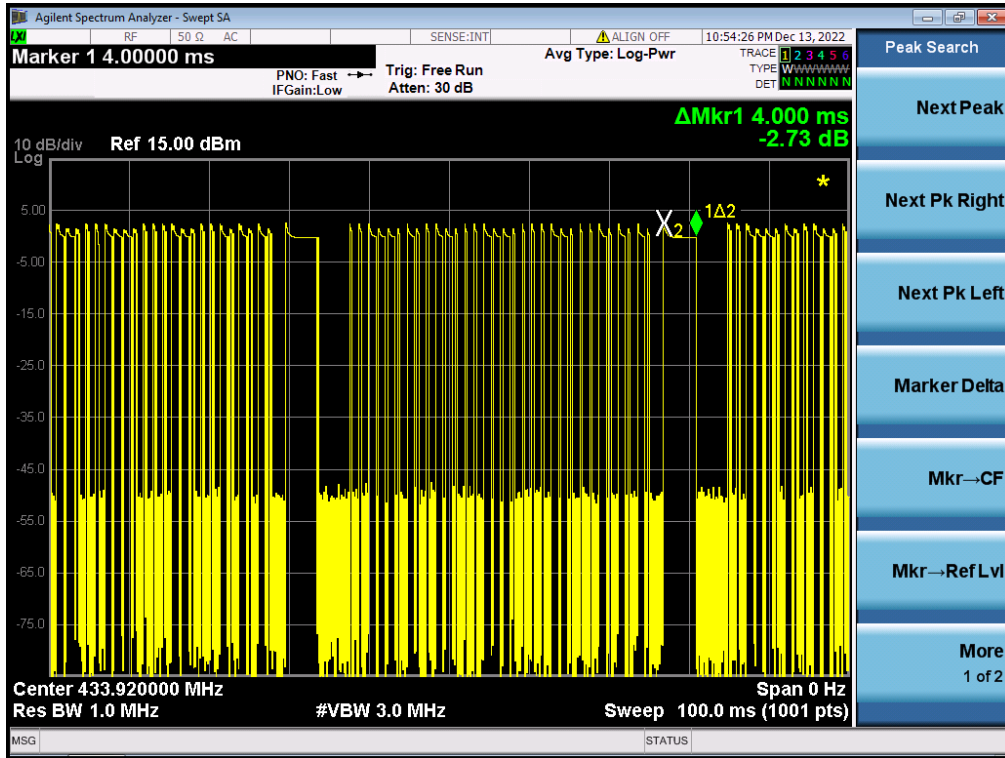 Agilent Spectrum Analyzer - Swept SA
LXI RF 50 Ω AC SENSE:INT ALIGN OFF 10:54:26 PM Dec 13, 2022
Marker 1 4.00000 ms
PNO: Fast
IFGain:Low
Trig: Free Run
Atten: 30 dB
Avg Type: Log-Pwr
TRACE 1 2 3 4 5 6
TYPE WWWWWW
DET N N N N N N
ΔMkr1 4.000 ms
-2.73 dB
10 dB/div Ref 15.00 dBm
Log
5.00
-5.00
-15.0
-25.0
-35.0
-45.0
-55.0
-65.0
-75.0
X2
1Δ2
*
Center 433.920000 MHz Span 0 Hz
Res BW 1.0 MHz #VBW 3.0 MHz Sweep 100.0 ms (1001 pts)
MSG STATUS
Peak Search
Next Peak
Next Pk Right
Next Pk Left
Marker Delta
Mkr→CF
Mkr→Ref Lvl
More
1 of 2